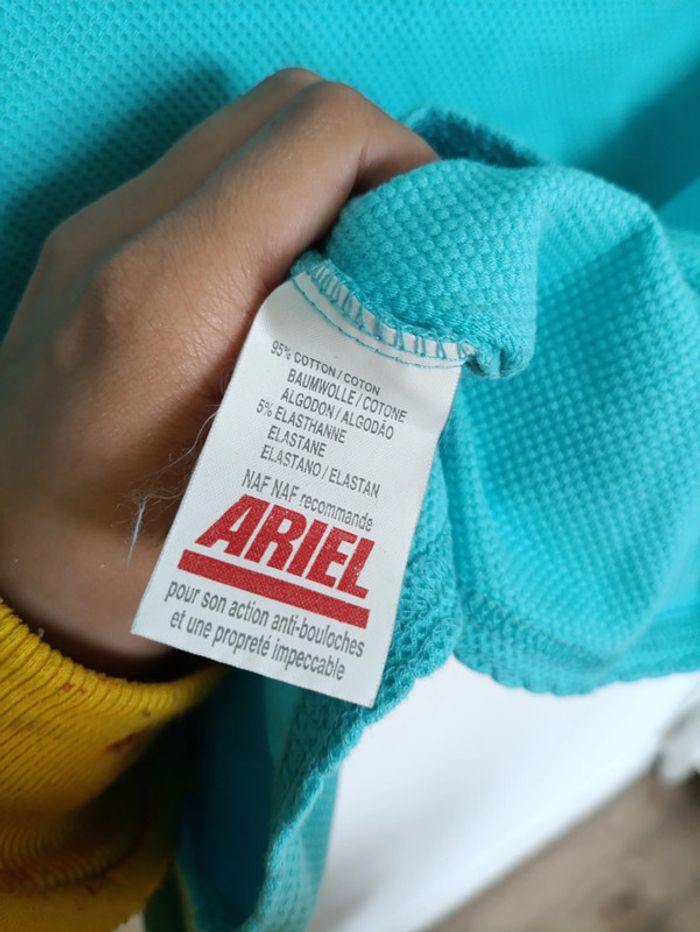 95% COTTON / COTON
BAUMWOLLE / COTONE
ALGODON / ALGODÃO
5% ELASTHANNE
ELASTANE
ELASTANO / ELASTAN
NAF NAF recommande
ARIEL
pour son action anti-bouloches
et une propreté impeccable